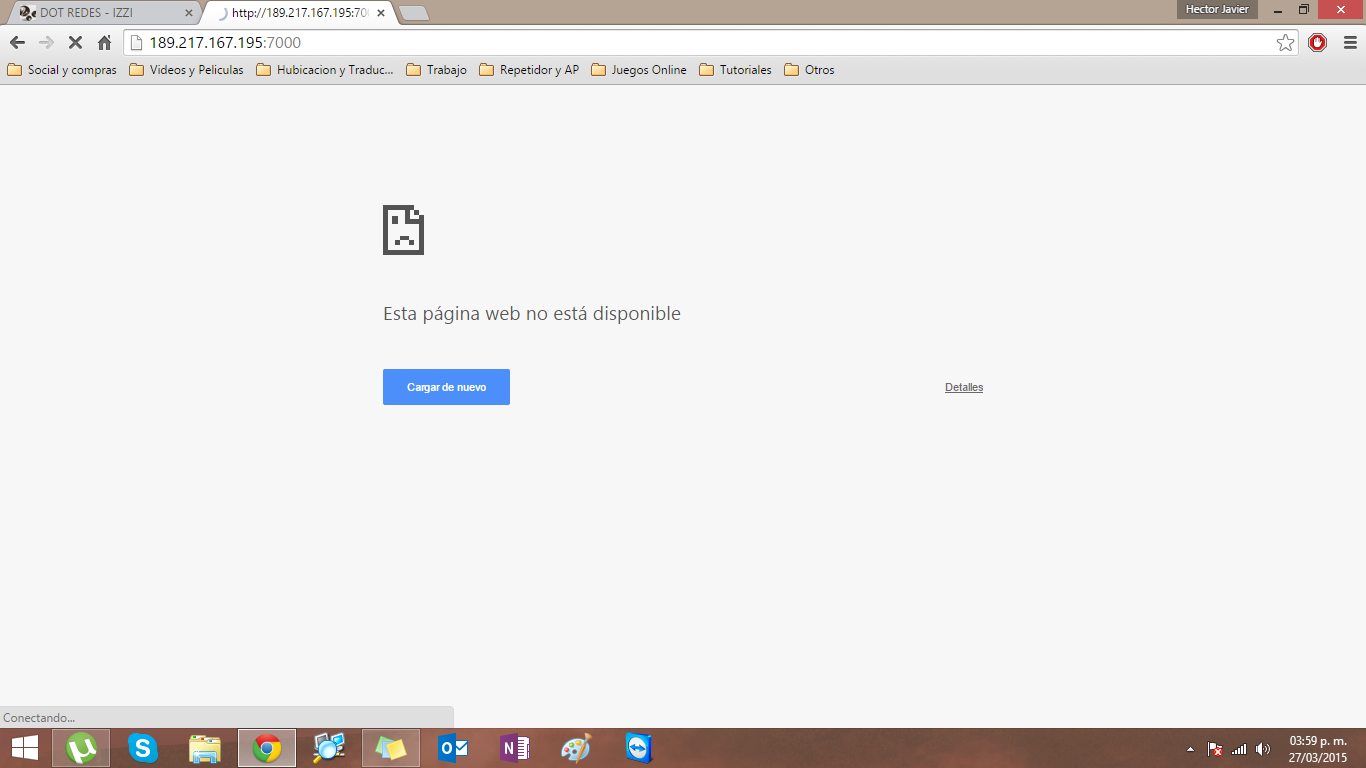 DOT REDES - IZZI
http://189.217.167.195:70
Hector Javier
189.217.167.195:7000
Social y compras
Videos y Peliculas
Hubicacion y Traduc...
Trabajo
Repetidor y AP
Juegos Online
Tutoriales
Otros
Esta página web no está disponible
Cargar de nuevo
Detalles
Conectando...
03:59 p. m.
27/03/2015